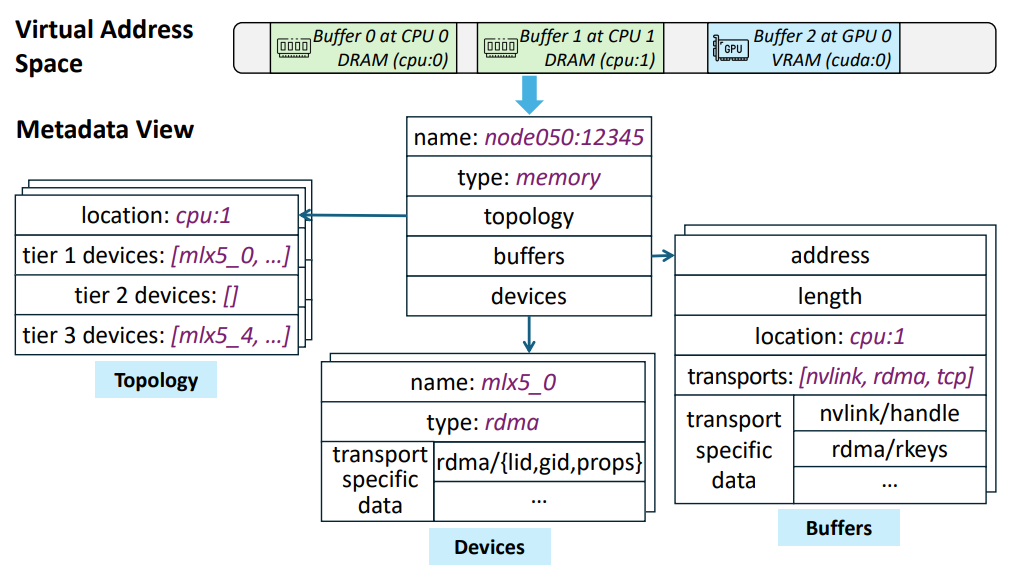 Virtual Address
Space
Buffer 0 at CPU 0
DRAM (cpu:0)
Buffer 1 at CPU 1
DRAM (cpu:1)
GPU
Buffer 2 at GPU 0
VRAM (cuda:0)
Metadata View
name: node050:12345
type: memory
topology
buffers
devices
location: cpu:1
tier 1 devices: [mlx5_0, ...]
tier 2 devices: []
tier 3 devices: [mlx5_4, ...]
Topology
name: mlx5_0
type: rdma
transport
specific
data
rdma/{lid,gid,props}
...
Devices
address
length
location: cpu:1
transports: [nvlink, rdma, tcp]
transport
specific
data
nvlink/handle
rdma/rkeys
...
Buffers